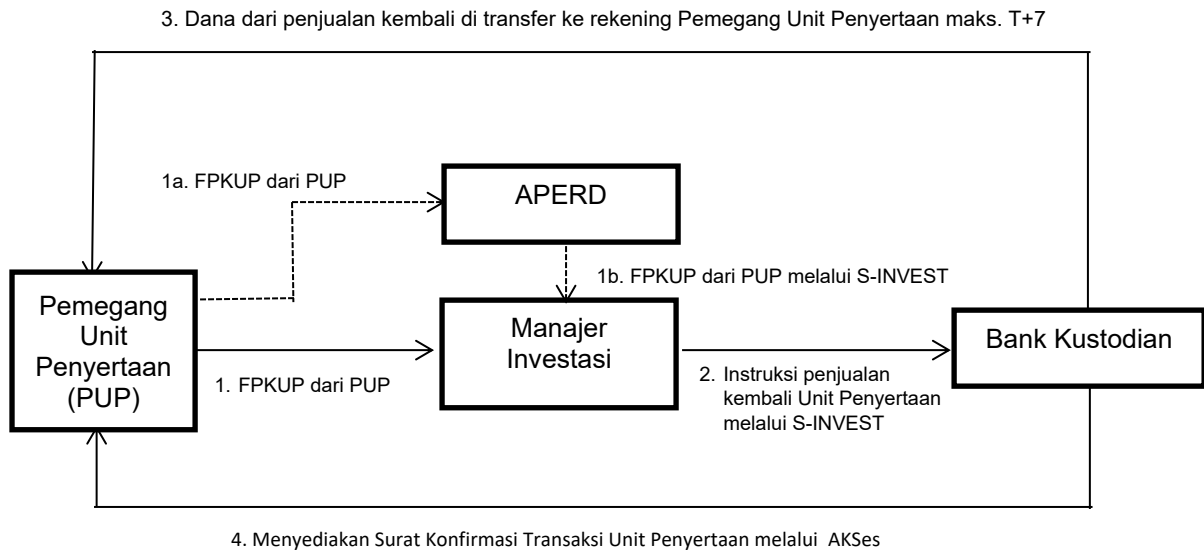 3. Dana dari penjualan kembali di transfer ke rekening Pemegang Unit Penyertaan maks. T+7
1a. FPKUP dari PUP
APERD
1b. FPKUP dari PUP melalui S-INVEST
Pemegang
Unit
Penyertaan
(PUP)
Manajer
Investasi
Bank Kustodian
1. FPKUP dari PUP
2. Instruksi penjualan
kembali Unit Penyertaan
melalui S-INVEST
4. Menyediakan Surat Konfirmasi Transaksi Unit Penyertaan melalui AKSes